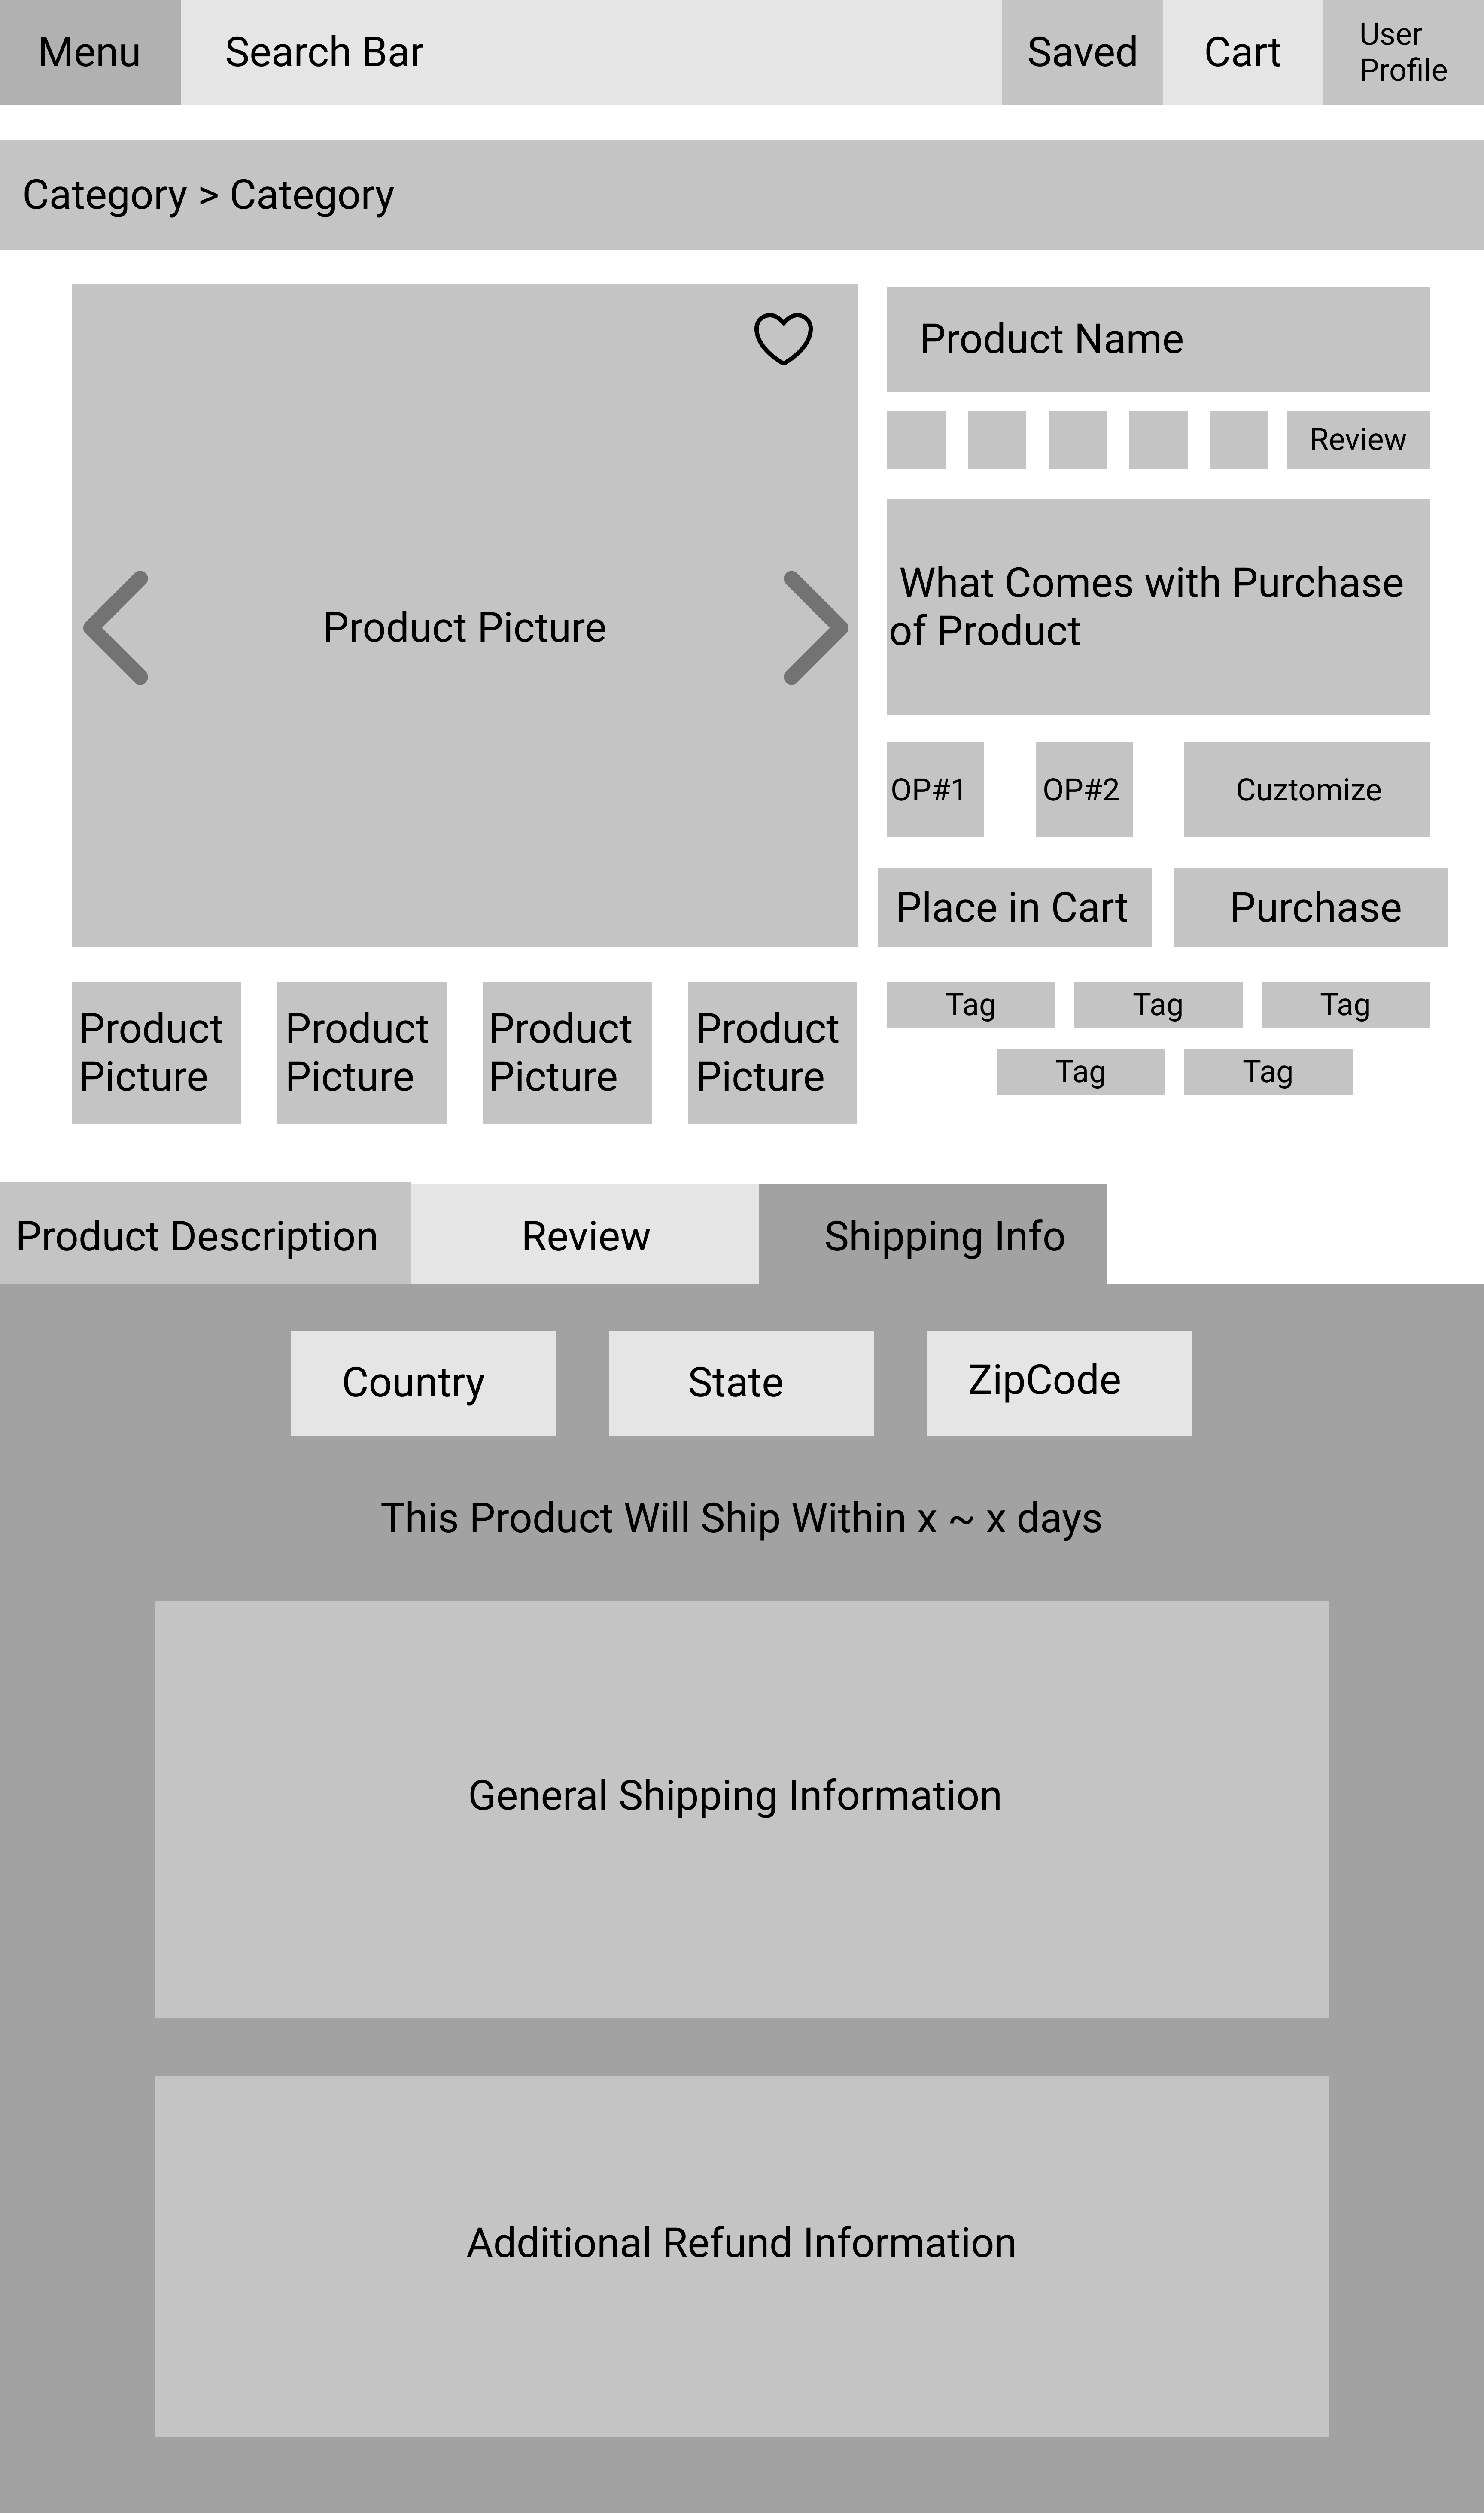 Menu
Search Bar
Saved
Cart
User
Profile
Category > Category
Product Picture
Product Name
Review
What Comes with Purchase
of Product
OP#1
OP#2
Cuztomize
Place in Cart
Purchase
Product
Picture
Product
Picture
Product
Picture
Product
Picture
Tag
Tag
Tag
Tag
Tag
Product Description
Review
Shipping Info
Country
State
ZipCode
This Product Will Ship Within x ~ x days
General Shipping Information
Additional Refund Information